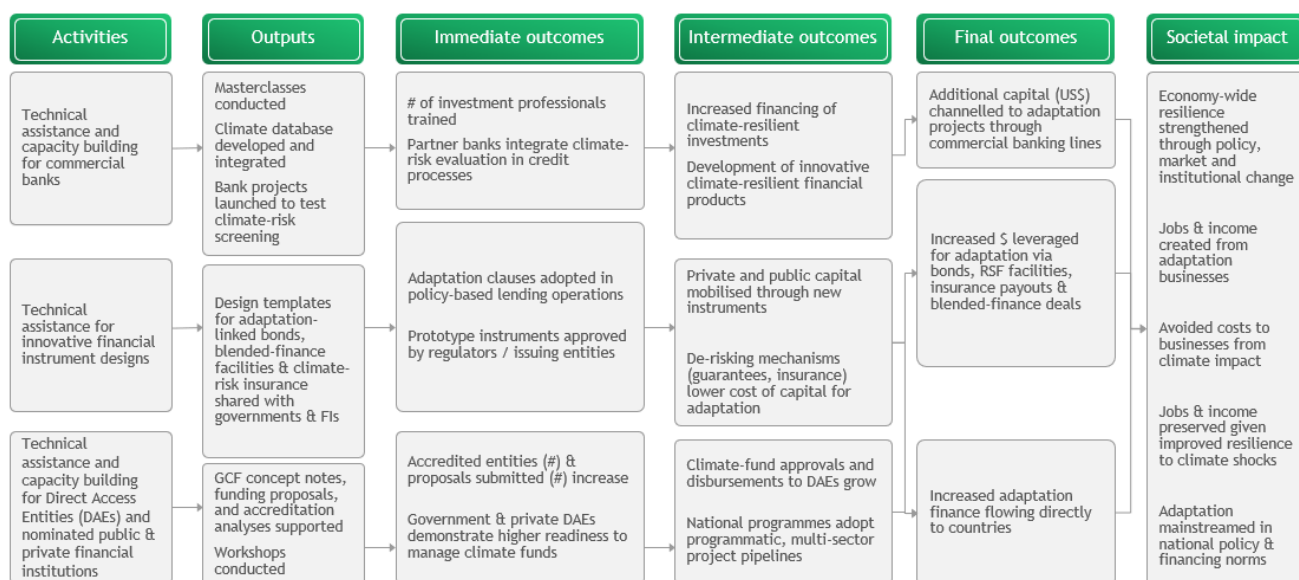 Activities
Outputs
Immediate outcomes
Intermediate outcomes
Final outcomes
Societal impact
Technical
assistance and
capacity building
for commercial
banks
Masterclasses
conducted
Climate database
developed and
integrated
Bank projects
launched to test
climate-risk
screening
# of investment professionals
trained
Partner banks integrate climate-
risk evaluation in credit
processes
Increased financing of
climate-resilient
investments
Development of innovative
climate-resilient financial
products
Additional capital (US$)
channelled to adaptation
projects through
commercial banking lines
Economy-wide
resilience
strengthened
through policy,
market and
institutional change
Jobs & income
created from
adaptation
businesses
Avoided costs to
businesses from
climate impact
Jobs & income
preserved given
improved resilience
to climate shocks
Adaptation
mainstreamed in
national policy &
financing norms
Technical
assistance for
innovative financial
instrument designs
Design templates
for adaptation-
linked bonds,
blended-finance
facilities & climate-
risk insurance
shared with
governments & FIs
Adaptation clauses adopted in
policy-based lending operations
Prototype instruments approved
by regulators / issuing entities
Private and public capital
mobilised through new
instruments
De-risking mechanisms
(guarantees, insurance)
lower cost of capital for
adaptation
Increased $ leveraged
for adaptation via
bonds, RSF facilities,
insurance payouts &
blended-finance deals
Technical
assistance and
capacity building
for Direct Access
Entities (DAEs) and
nominated public &
private financial
institutions
GCF concept notes,
funding proposals,
and accreditation
analyses supported
Workshops
conducted
Accredited entities (#) &
proposals submitted (#) increase
Government & private DAEs
demonstrate higher readiness to
manage climate funds
Climate-fund approvals and
disbursements to DAEs grow
National programmes adopt
programmatic, multi-sector
project pipelines
Increased adaptation
finance flowing directly
to countries